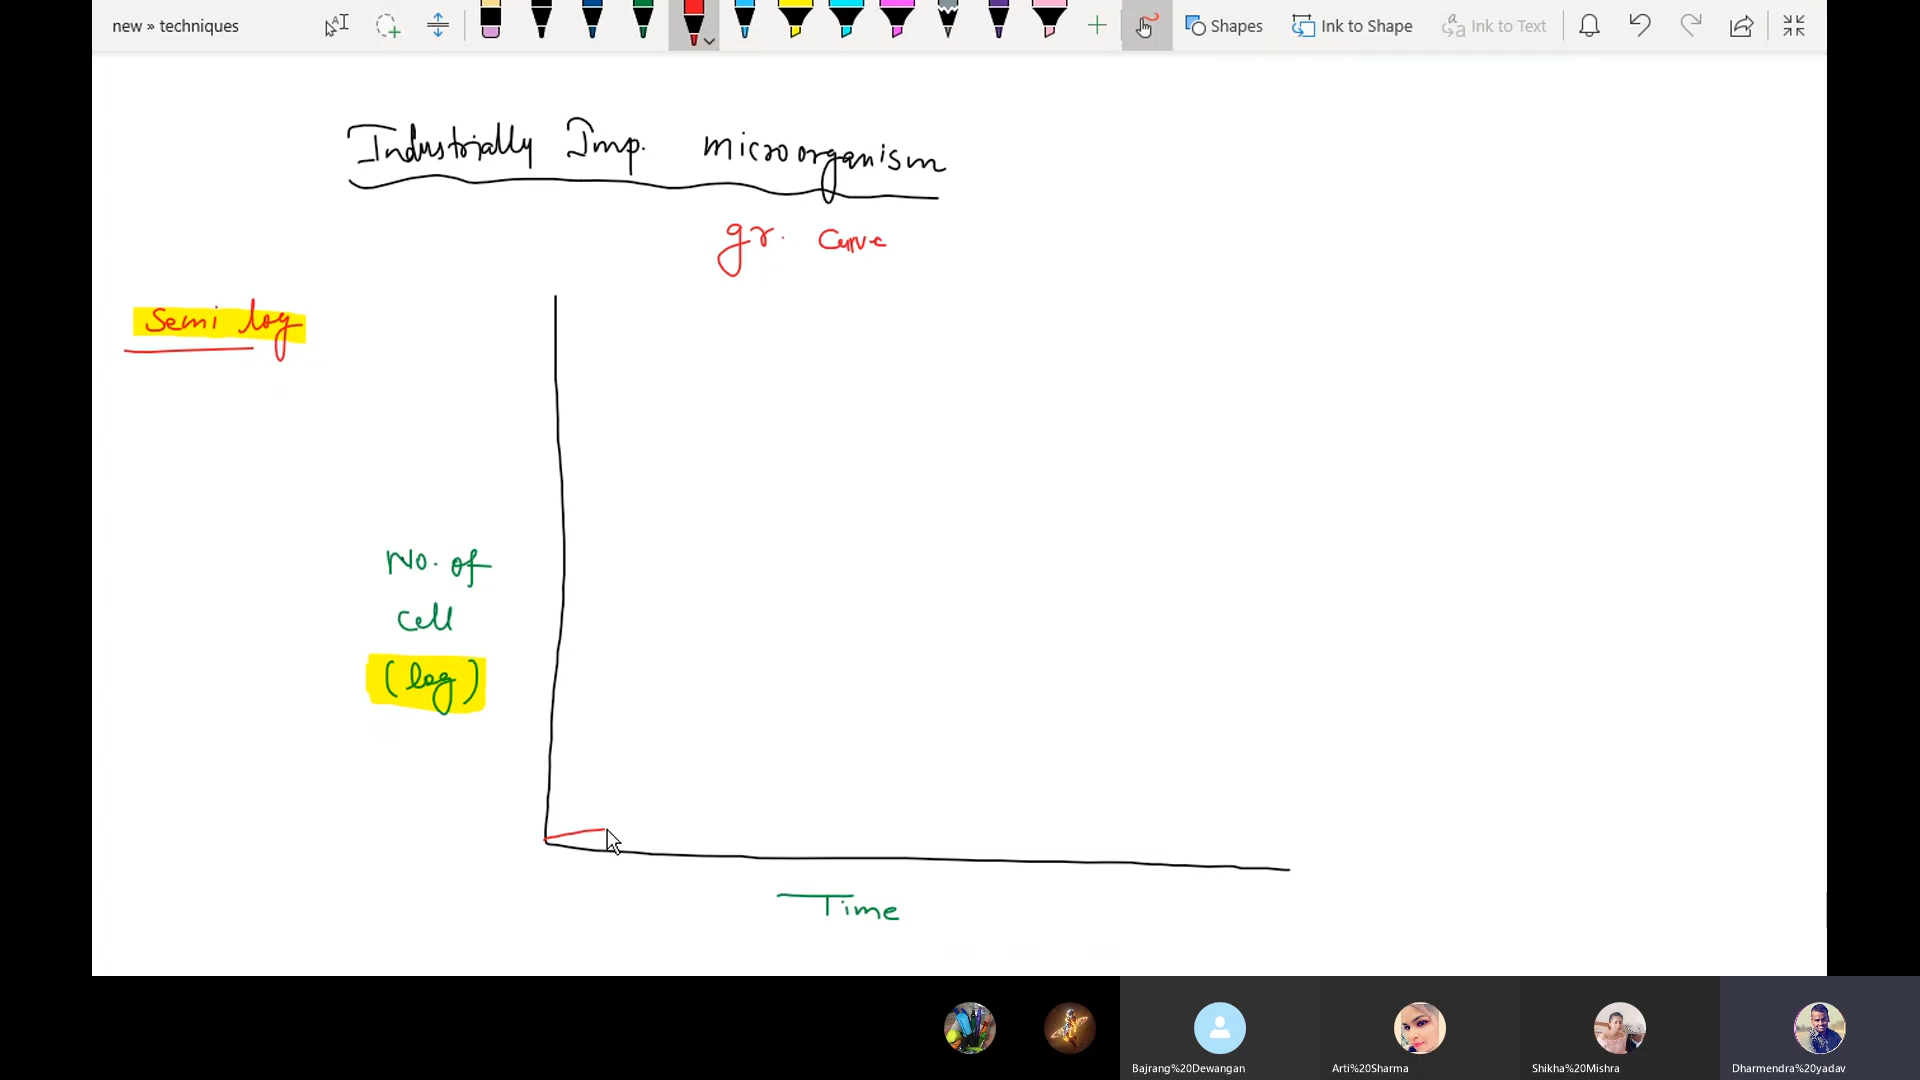 new » techniques
Shapes
Ink to Shape
Ink to Text
Industrially Imp. microorganism
gr. curve
Semi log
No. of
cell
(log)
Time
Bajrang%20Dewangan
Arti%20Sharma
Shikha%20Mishra
Dharmendra%20yadav